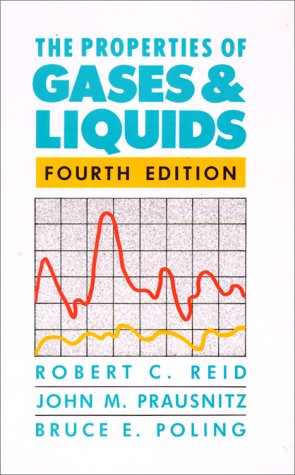 THE PROPERTIES OF
GASES &
LIQUIDS
FOURTH EDITION
ROBERT C. REID
JOHN M. PRAUSNITZ
BRUCE E. POLING